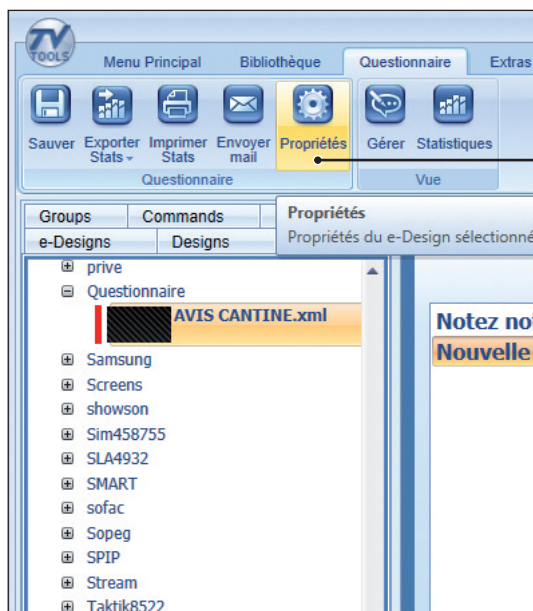 TV
TOOLS
Menu Principal Bibliothèque Questionnaire Extras
Sauver Exporter Stats Imprimer Stats Envoyer mail Propriétés Gérer Statistiques
Questionnaire Vue
Groups Commands
e-Designs Designs
Propriétés
Propriétés du e-Design sélectionné
prive
Questionnaire
AVIS CANTINE.xml
Samsung
Screens
showson
Sim458755
SLA4932
SMART
sofac
Sopeg
SPIP
Stream
Taktik8522
Notez
Nouvelle